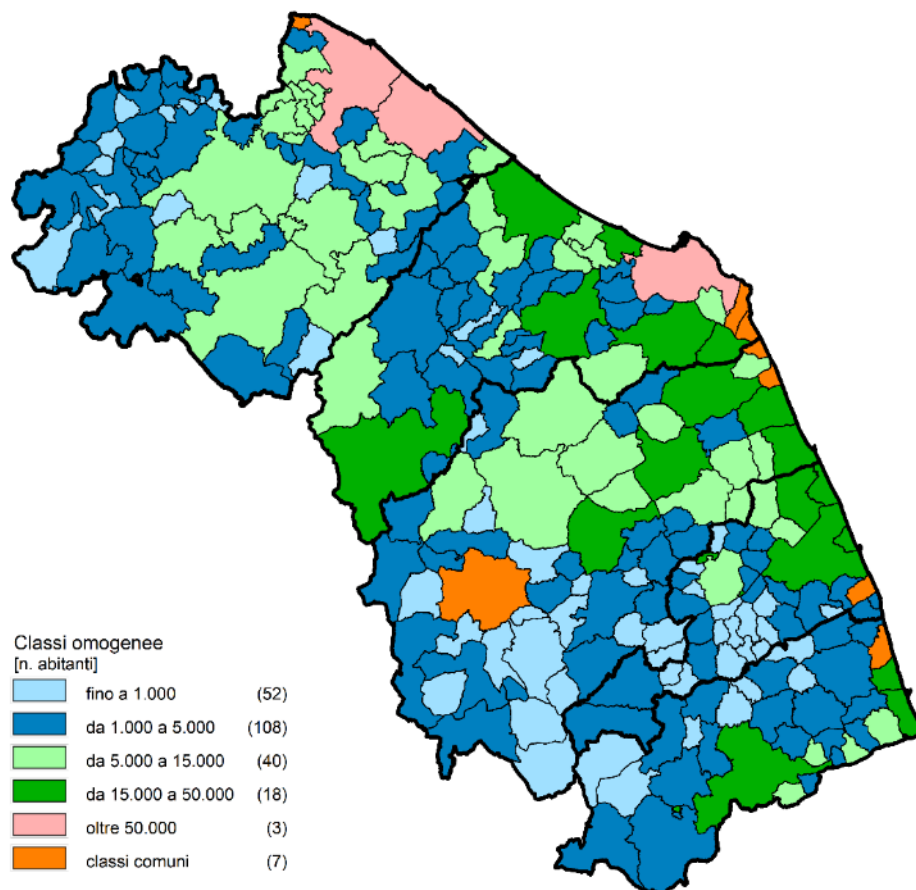 Classi omogenee
[n. abitanti]
fino a 1.000 (52)
da 1.000 a 5.000 (108)
da 5.000 a 15.000 (40)
da 15.000 a 50.000 (18)
oltre 50.000 (3)
classi comuni (7)